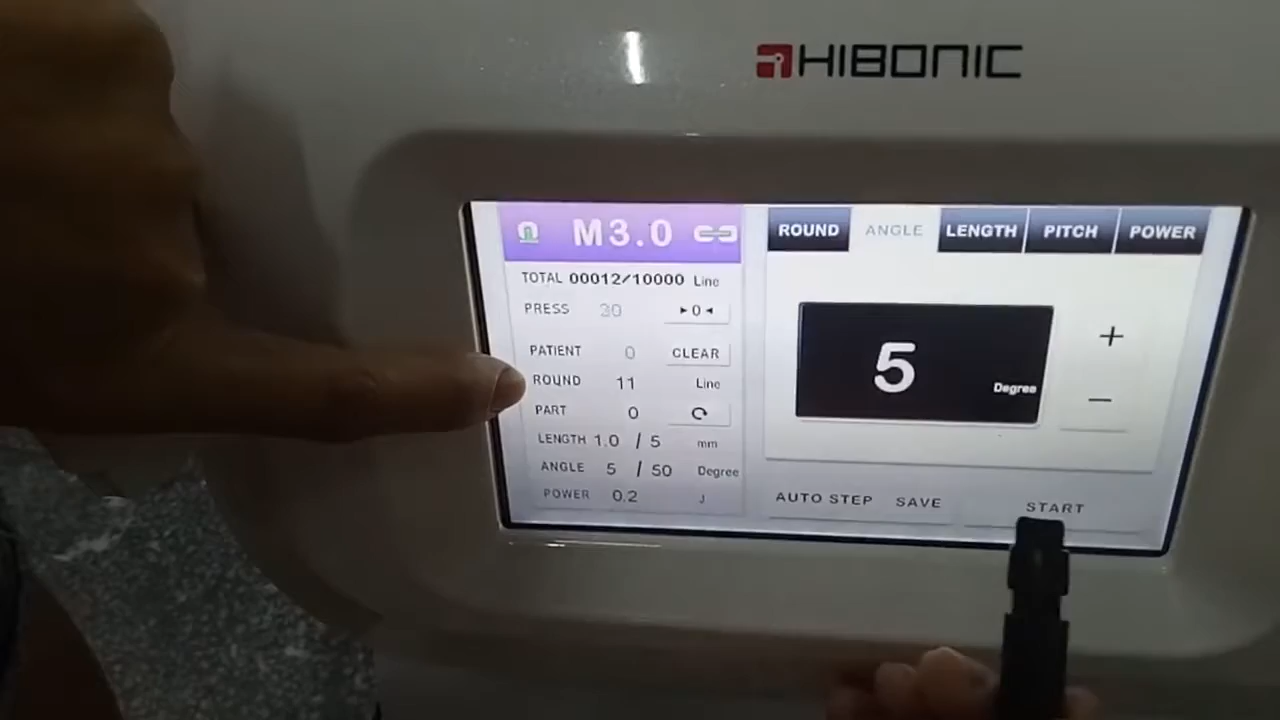 HIBONIC
M3.0
TOTAL 00012/10000 Line
PRESS 30 ▸0◂
PATIENT 0 CLEAR
ROUND 11 Line
PART 0
LENGTH 1.0 / 5 mm
ANGLE 5 / 50 Degree
POWER 0.2 J
ROUND ANGLE LENGTH PITCH POWER
5 Degree
+
−
AUTO STEP SAVE START